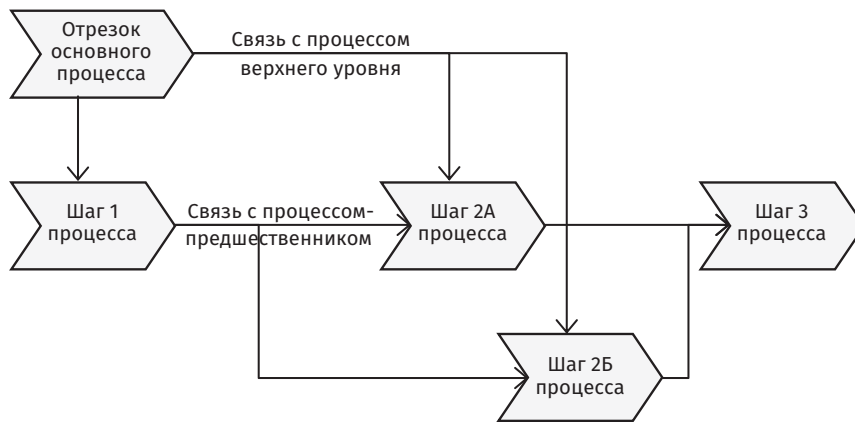 Отрезок
основного
процесса
Связь с процессом
верхнего уровня
Шаг 1
процесса
Связь с процессом-
предшественником
Шаг 2А
процесса
Шаг 3
процесса
Шаг 2Б
процесса